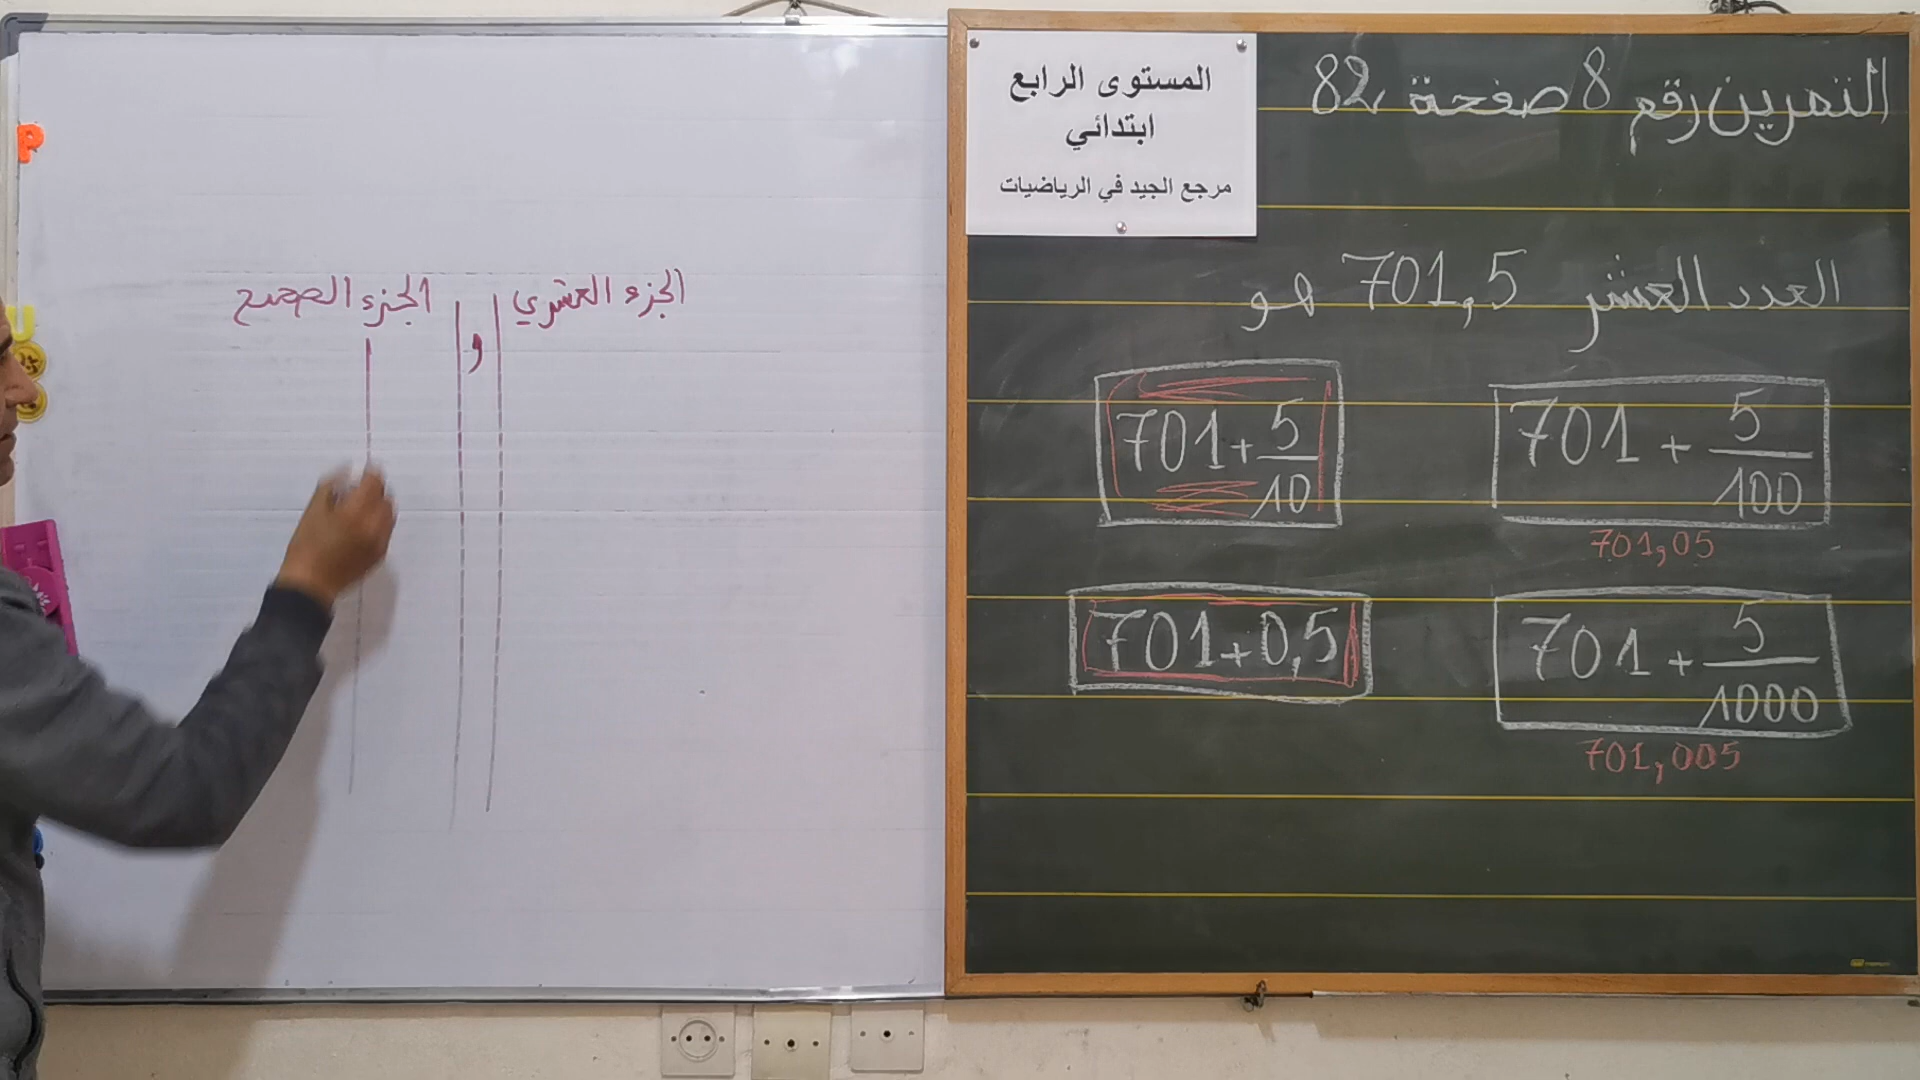 التمرين رقم 8 صفحة 82
المستوى الرابع
ابتدائي
مرجع الجيد في الرياضيات
العدد العشر 701,5 هو
701 + 5/100
701 + 5/10
701,05
701 + 5/1000
701 + 0,5
701,005
الجزء الصحيح , الجزء العشري
P
U